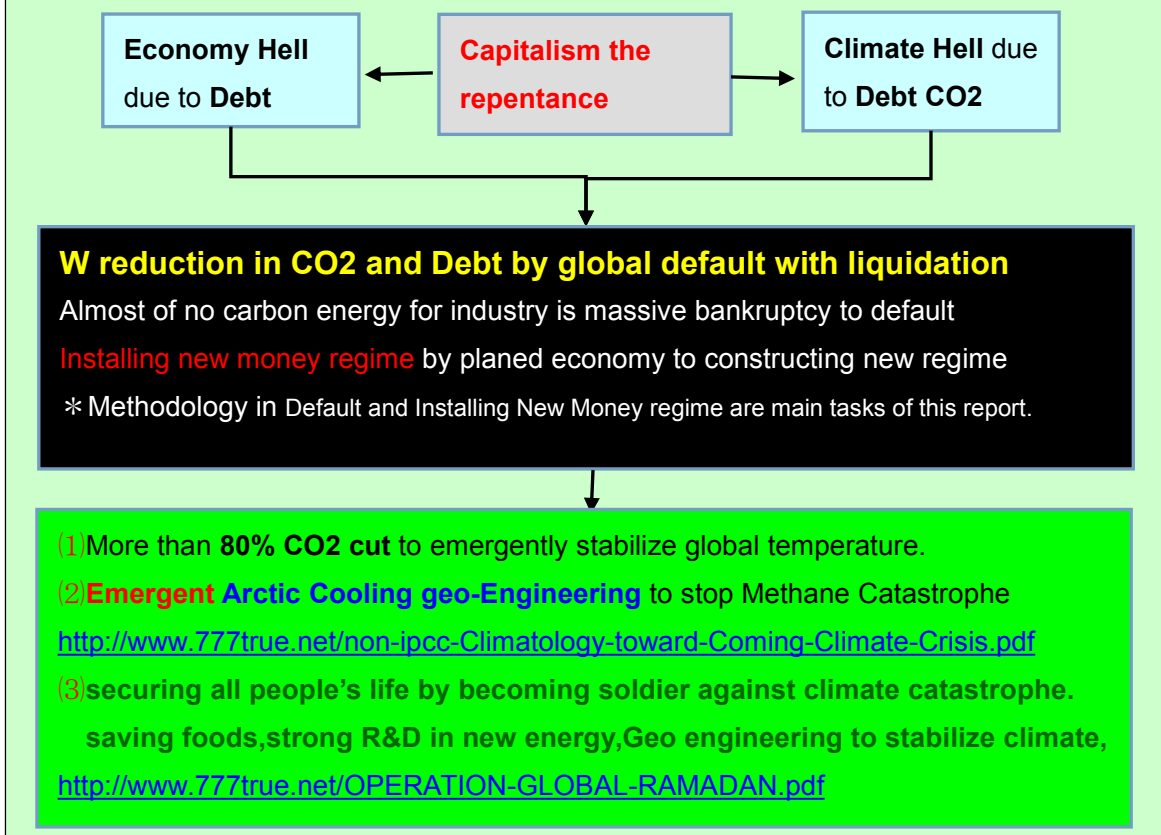 Economy Hell
due to Debt
Capitalism the
repentance
Climate Hell due
to Debt CO2
W reduction in CO2 and Debt by global default with liquidation
Almost of no carbon energy for industry is massive bankruptcy to default
Installing new money regime by planed economy to constructing new regime
＊Methodology in Default and Installing New Money regime are main tasks of this report.
⑴More than 80% CO2 cut to emergently stabilize global temperature.
⑵Emergent Arctic Cooling geo-Engineering to stop Methane Catastrophe
http://www.777true.net/non-ipcc-Climatology-toward-Coming-Climate-Crisis.pdf
⑶securing all people's life by becoming soldier against climate catastrophe.
saving foods,strong R&D in new energy,Geo engineering to stabilize climate,
http://www.777true.net/OPERATION-GLOBAL-RAMADAN.pdf